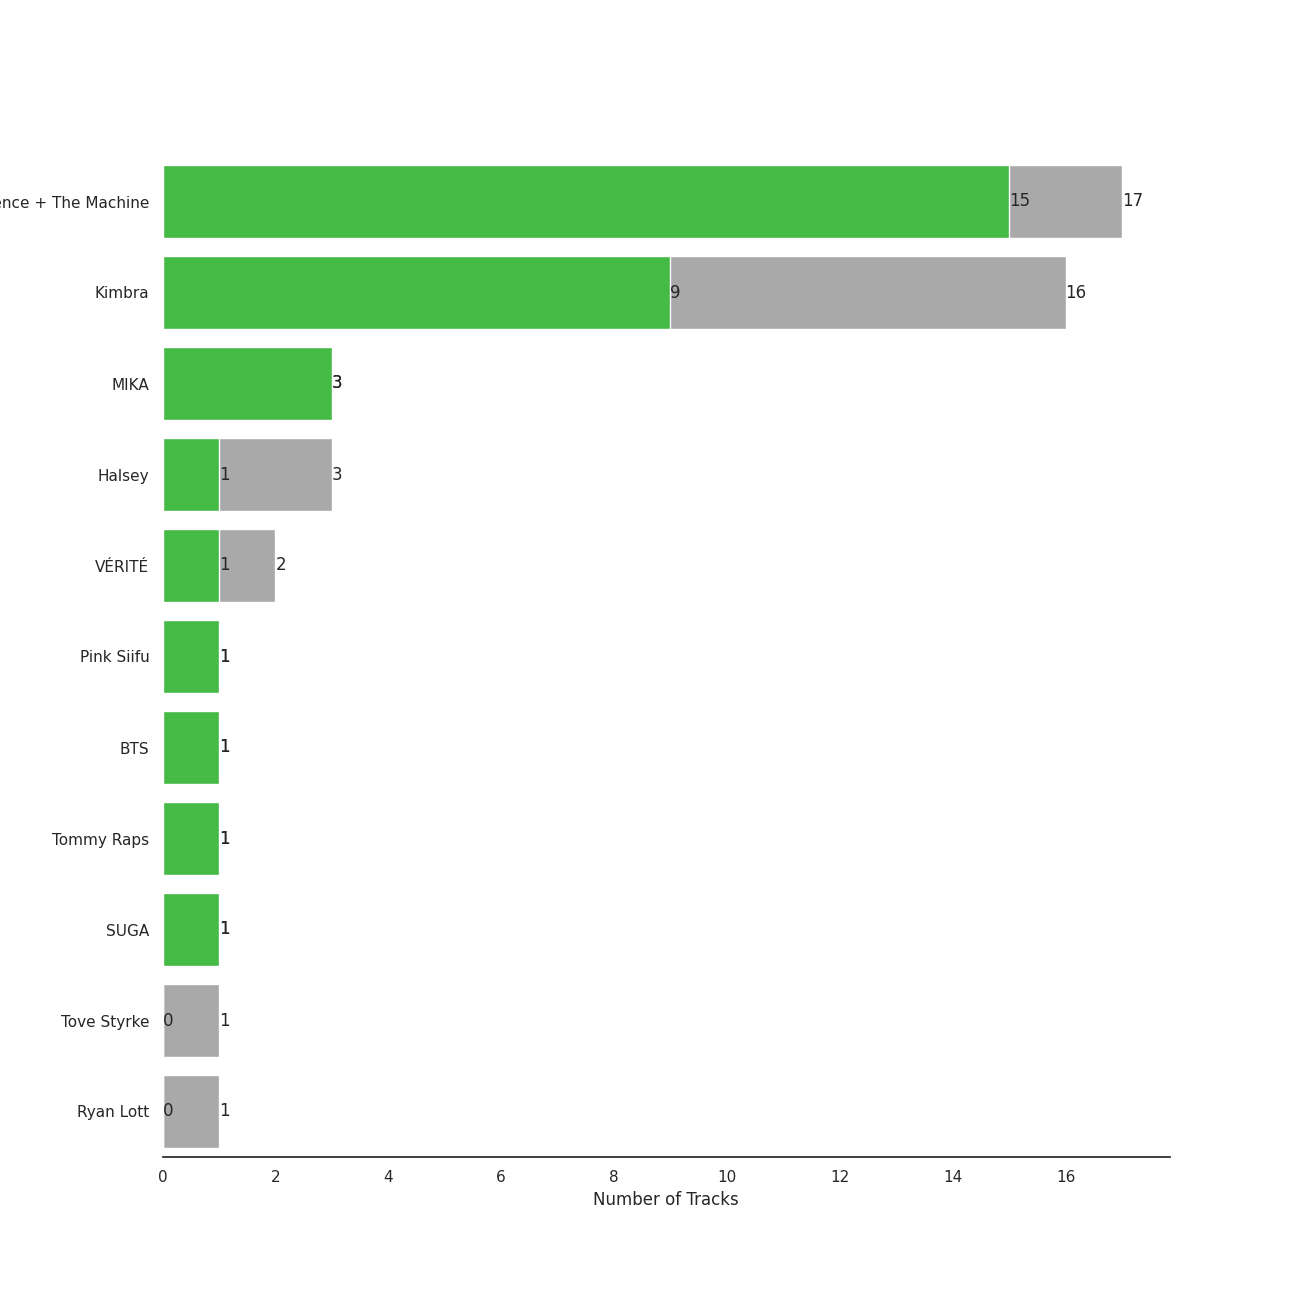 ence + The Machine 15 17
Kimbra 9 16
MIKA 3 3
Halsey 1 3
VÉRITÉ 1 2
Pink Siifu 1
BTS 1
Tommy Raps 1
SUGA 1
Tove Styrke 0 1
Ryan Lott 0 1
0 2 4 6 8 10 12 14 16
Number of Tracks